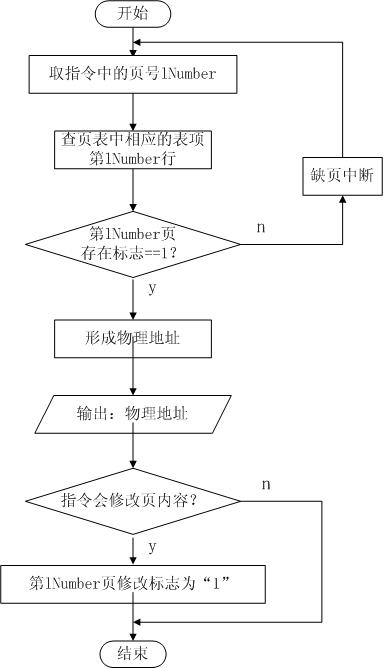 开始
取指令中的页号lNumber
查页表中相应的表项
第lNumber行
缺页中断
第lNumber页
存在标志==1?
n
y
形成物理地址
输出：物理地址
指令会修改页内容?
n
y
第lNumber页修改标志为“1”
结束